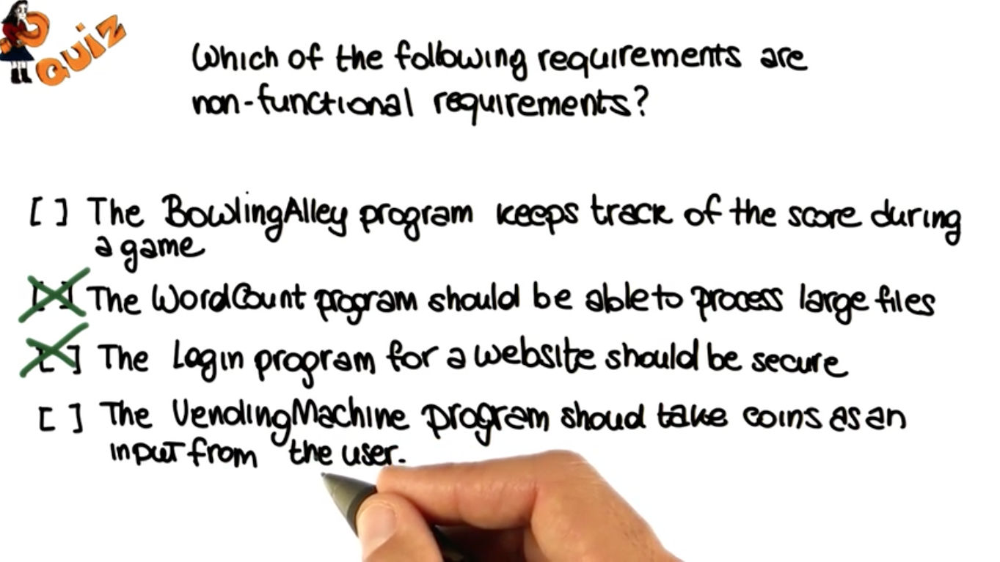 QUIZ
Which of the following requirements are
non-functional requirements?
[ ] The BowlingAlley program keeps track of the score during
a game
[ ] The WordCount program should be able to process large files
[ ] The Login program for a website should be secure
[ ] The VendingMachine program shoud take coins as an
input from the user.